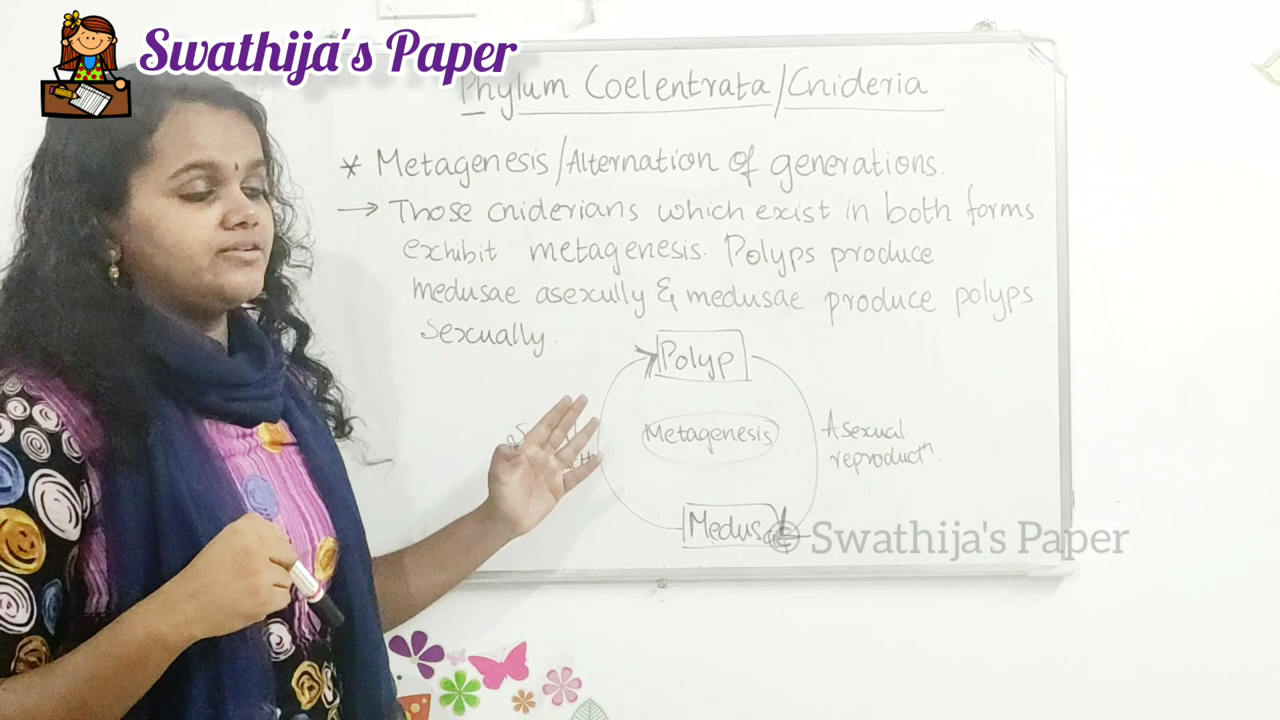 Swathija's Paper
Phylum Coelentrata/Cnideria
* Metagenesis/Alternation of generations.
→ Those cniderians which exist in both forms
exhibit metagenesis. Polyps produce
medusae asexully & medusae produce polyps
sexually.
Polyp
Metagenesis
Asexual
reproductn
Medusa
Swathija's Paper